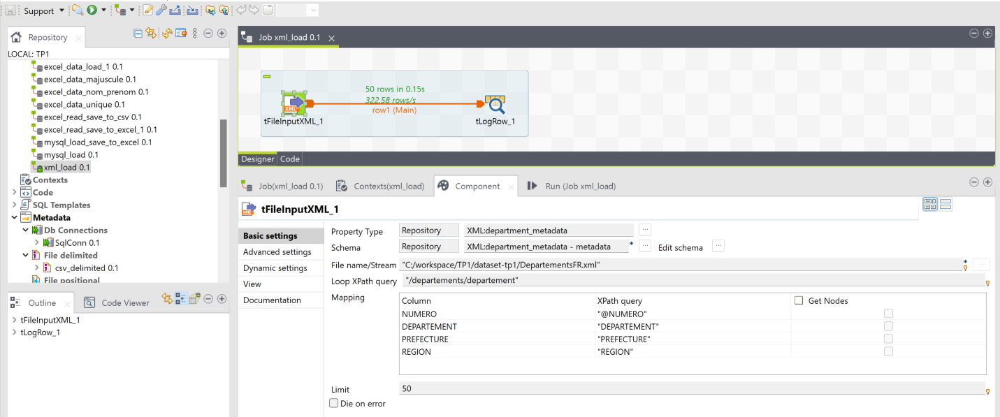 Support
Repository
LOCAL: TP1
excel_data_load_1 0.1
excel_data_majuscule 0.1
excel_data_nom_prenom 0.1
excel_data_unique 0.1
excel_read_save_to_csv 0.1
excel_read_save_to_excel_1 0.1
mysql_load_save_to_excel 0.1
mysql_load 0.1
xml_load 0.1
Contexts
Code
SQL Templates
Metadata
Db Connections
SqlConn 0.1
File delimited
csv_delimited 0.1
File positional
Outline
Code Viewer
tFileInputXML_1
tLogRow_1
Job xml_load 0.1
50 rows in 0.15s
322.58 rows/s
row1 (Main)
XML
tFileInputXML_1
tLogRow_1
Designer
Code
Job(xml_load 0.1)
Contexts(xml_load)
Component
Run (Job xml_load)
XML
tFileInputXML_1
Basic settings
Advanced settings
Dynamic settings
View
Documentation
Property Type
Repository
XML:department_metadata
...
Schema
Repository
XML:department_metadata - metadata
*
...
Edit schema
...
File name/Stream
"C:/workspace/TP1/dataset-tp1/DepartementsFR.xml"
*
...
Loop XPath query
"/departements/departement"
Mapping
Column XPath query Get Nodes
NUMERO "@NUMERO"
DEPARTEMENT "DEPARTEMENT"
PREFECTURE "PREFECTURE"
REGION "REGION"
Limit
50
Die on error